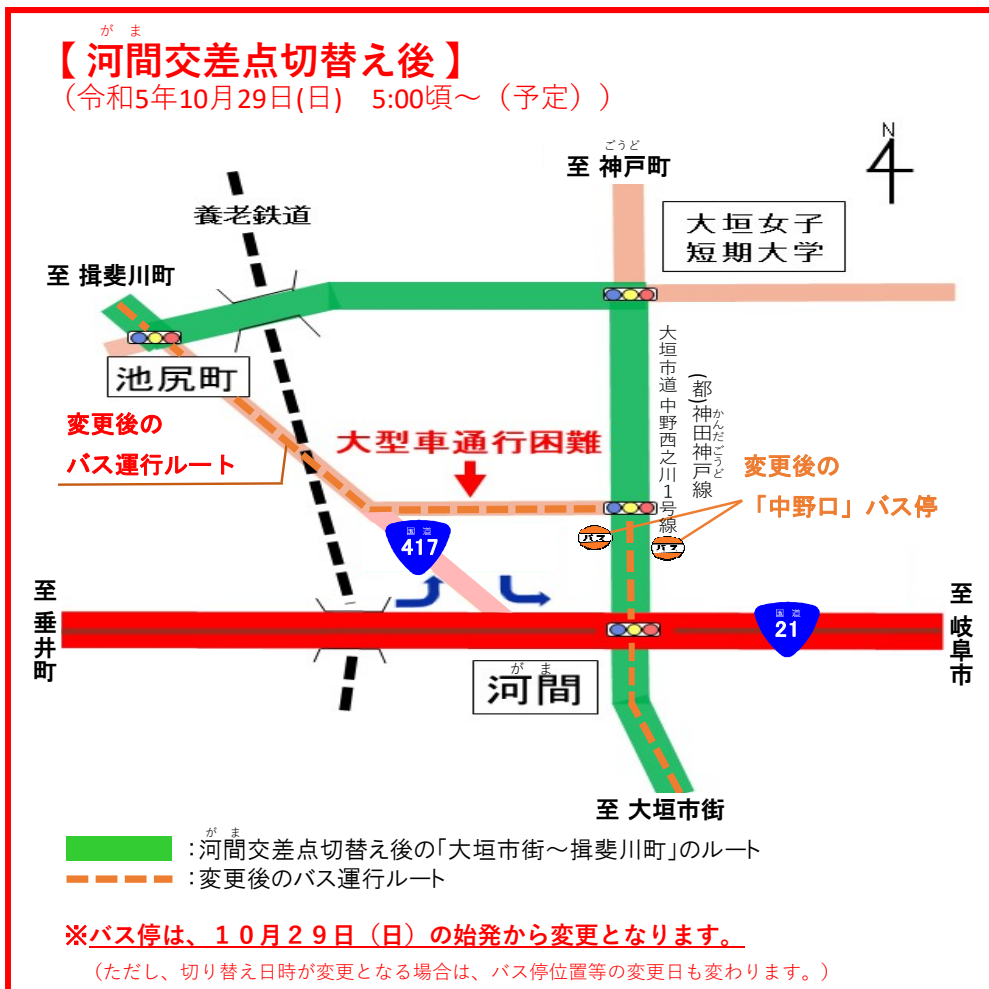 がま
【 河間交差点切替え後 】
（令和5年10月29日(日)　5:00頃～（予定））
N
ごうど
至 神戸町
養老鉄道
大垣女子
短期大学
至 揖斐川町
池尻町
変更後の
バス運行ルート
大型車通行困難
大垣市道 中野西之川１号線
(都)神田神戸線
かんだごうど
変更後の
「中野口」バス停
バス
バス
国道
417
至 垂井町
至 岐阜市
国道
21
がま
河間
至 大垣市街
がま
：河間交差点切替え後の「大垣市街～揖斐川町」のルート
：変更後のバス運行ルート
※バス停は、１０月２９日（日）の始発から変更となります。
（ただし、切り替え日時が変更となる場合は、バス停位置等の変更日も変わります。）